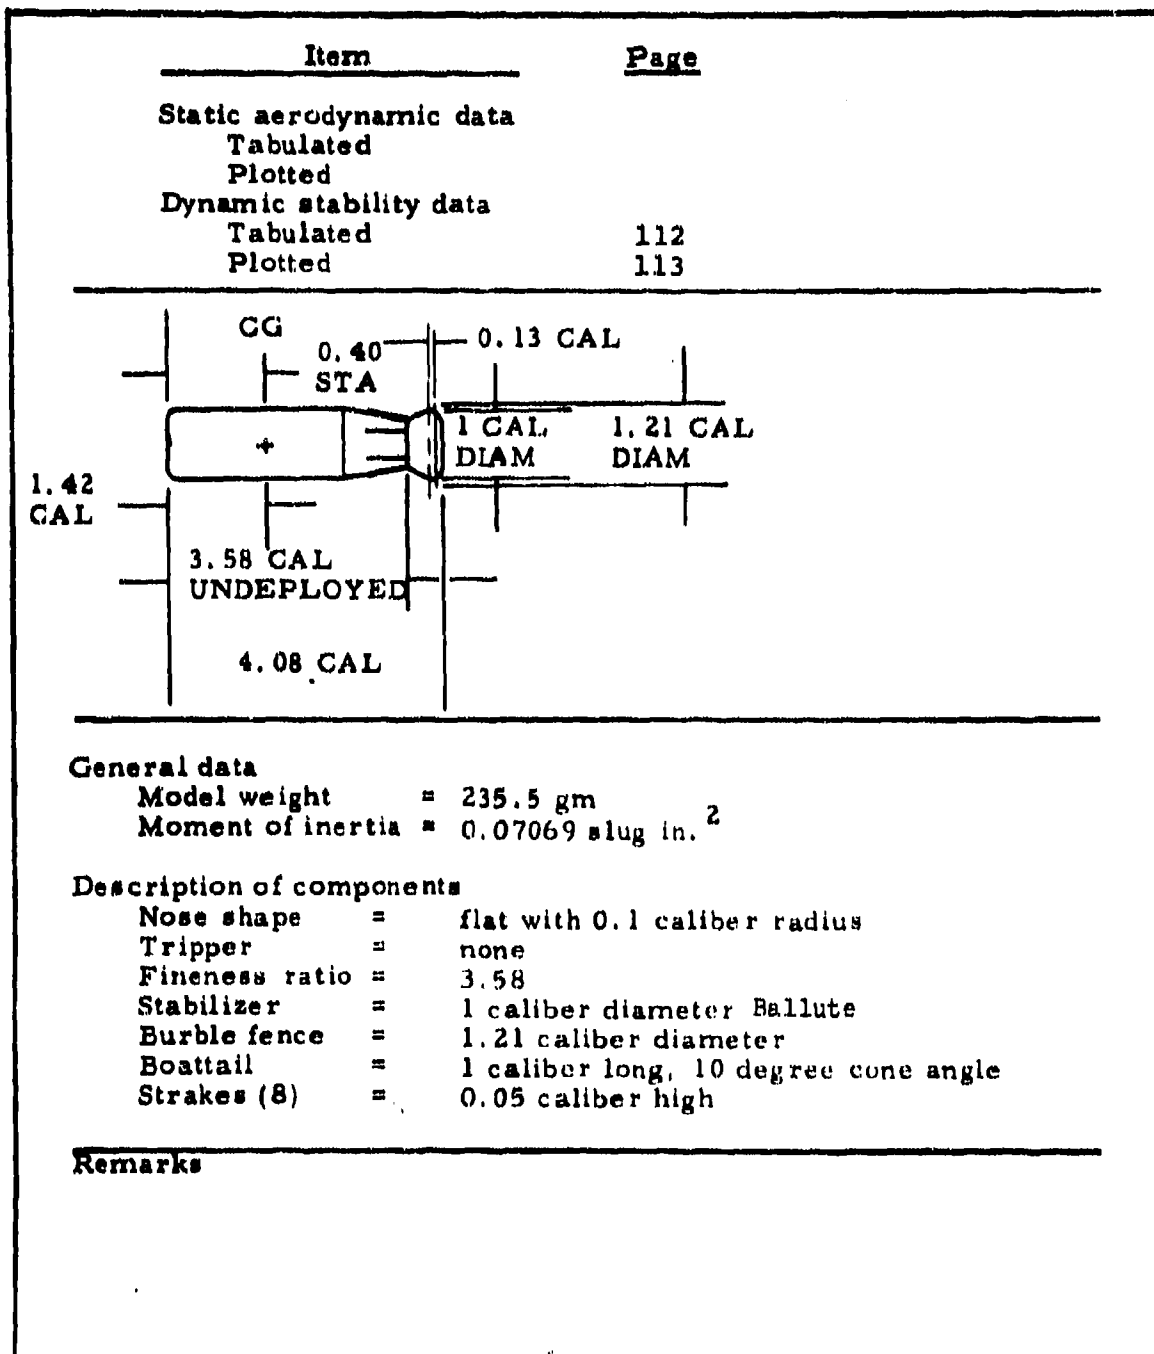 Item Page
Static aerodynamic data
Tabulated
Plotted
Dynamic stability data
Tabulated 112
Plotted 113
CG
0.40 STA
0.13 CAL
1 CAL DIAM
1.21 CAL DIAM
1.42 CAL
3.58 CAL UNDEPLOYED
4.08 CAL
General data
Model weight = 235.5 gm
Moment of inertia = 0.07069 slug in. 2
Description of components
Nose shape = flat with 0.1 caliber radius
Tripper = none
Fineness ratio = 3.58
Stabilizer = 1 caliber diameter Ballute
Burble fence = 1.21 caliber diameter
Boattail = 1 caliber long, 10 degree cone angle
Strakes (8) = 0.05 caliber high
Remarks